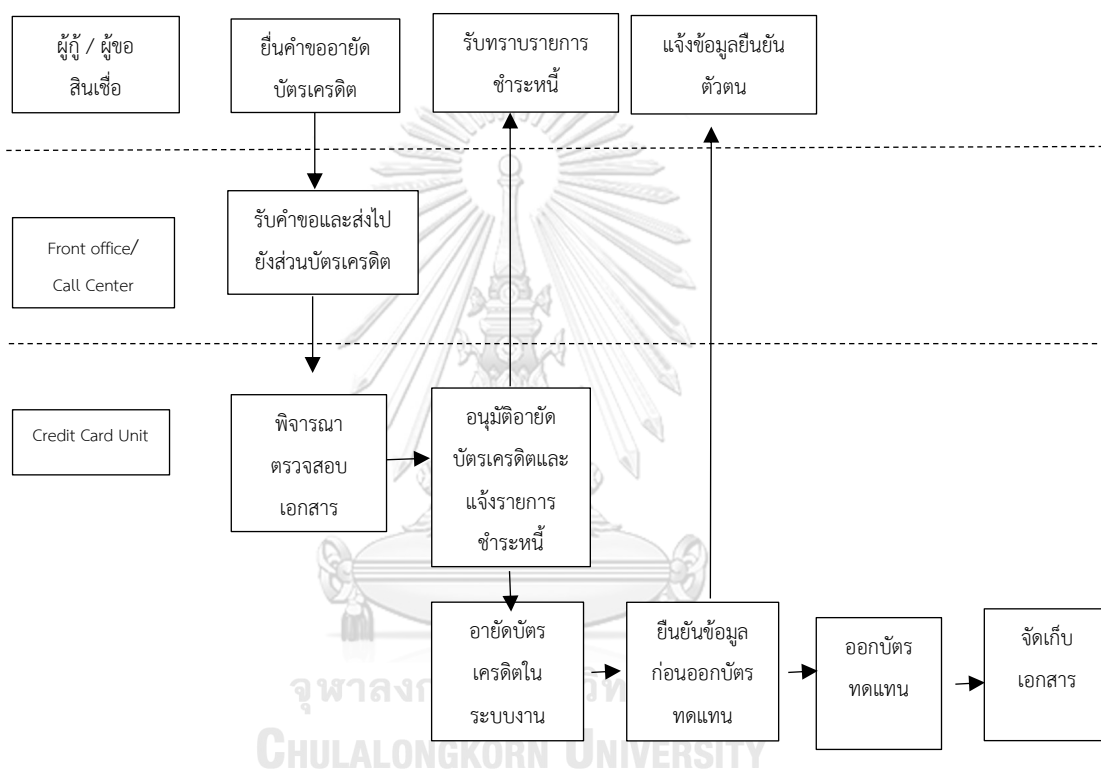 ผู้กู้ / ผู้ขอ
สินเชื่อ
ยื่นคำขออายัด
บัตรเครดิต
รับทราบรายการ
ชำระหนี้
แจ้งข้อมูลยืนยัน
ตัวตน
Front office/
Call Center
รับคำขอและส่งไป
ยังส่วนบัตรเครดิต
Credit Card Unit
พิจารณา
ตรวจสอบ
เอกสาร
อนุมัติอายัด
บัตรเครดิตและ
แจ้งรายการ
ชำระหนี้
อายัดบัตร
เครดิตใน
ระบบงาน
ยืนยันข้อมูล
ก่อนออกบัตร
ทดแทน
ออกบัตร
ทดแทน
จัดเก็บ
เอกสาร
CHULALONGKORN UNIVERSITY